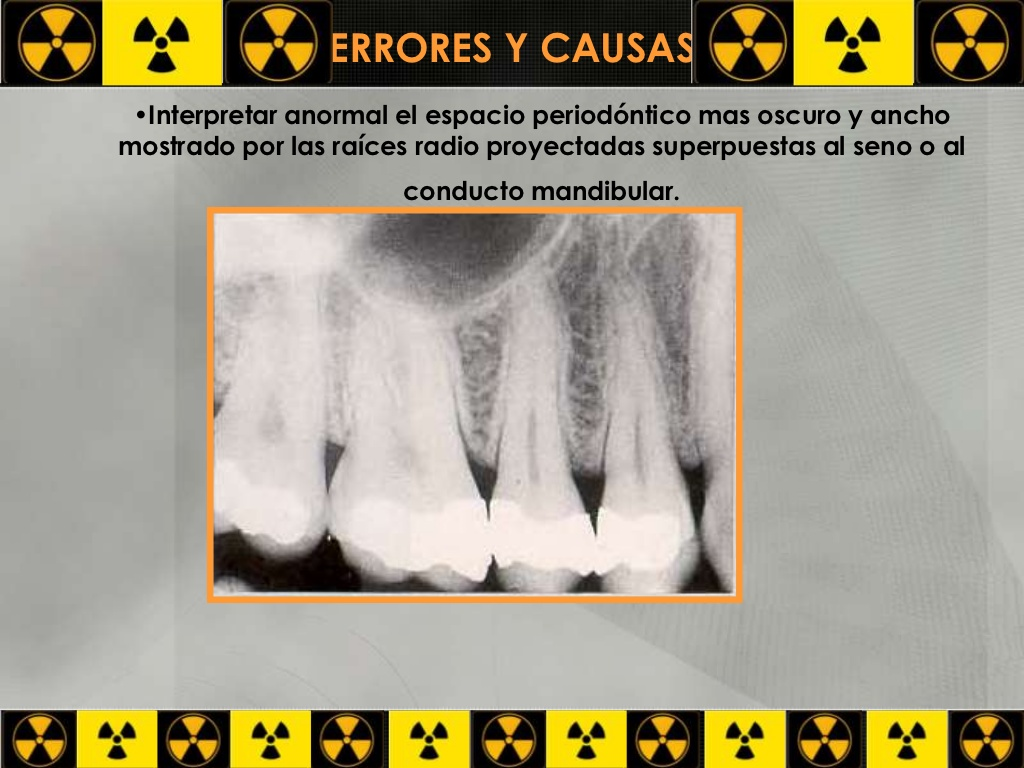 ERRORES Y CAUSAS
•Interpretar anormal el espacio periodóntico mas oscuro y ancho
mostrado por las raíces radio proyectadas superpuestas al seno o al
conducto mandibular.